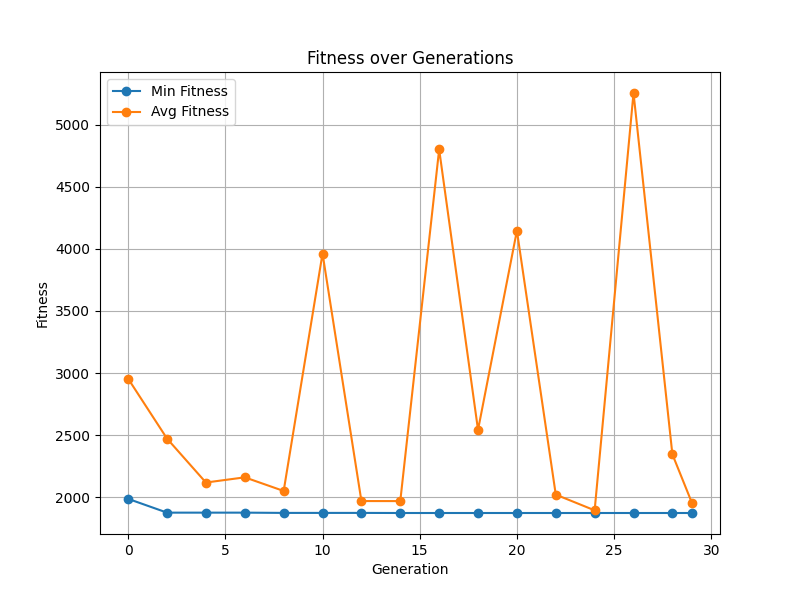 Fitness over Generations
Min Fitness
Avg Fitness
5000
4500
4000
3500
3000
2500
2000
Fitness
0 5 10 15 20 25 30
Generation